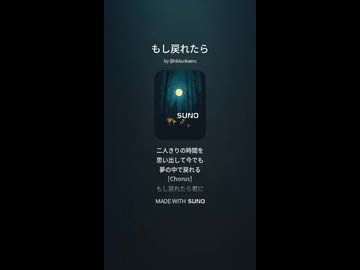 もし戻れたら
by @hikkurikaeru
SUNO
二人きりの時間を
思い出して今でも
夢の中で戻れる
[Chorus]
もし戻れたら君に
MADE WITH SUNO